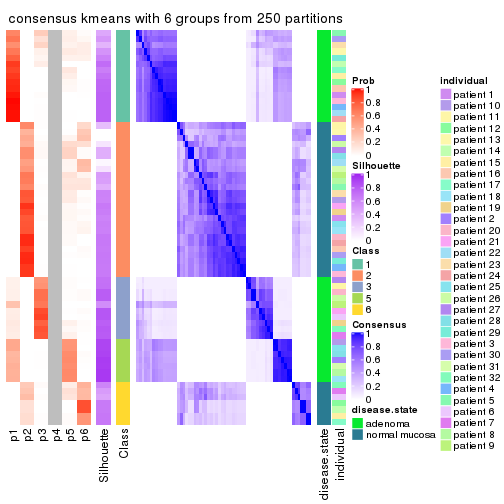 consensus kmeans with 6 groups from 250 partitions
p1
p2
p3
p4
p5
p6
Silhouette
Class
disease.state
individual
Prob
1
0.8
0.6
0.4
0.2
0
Silhouette
1
0.8
0.6
0.4
0.2
0
Class
1
2
3
5
6
Consensus
1
0.8
0.6
0.4
0.2
0
disease.state
adenoma
normal mucosa
individual
patient 1
patient 10
patient 11
patient 12
patient 13
patient 14
patient 15
patient 16
patient 17
patient 18
patient 19
patient 2
patient 20
patient 21
patient 22
patient 23
patient 24
patient 25
patient 26
patient 27
patient 28
patient 29
patient 3
patient 30
patient 31
patient 32
patient 4
patient 5
patient 6
patient 7
patient 8
patient 9